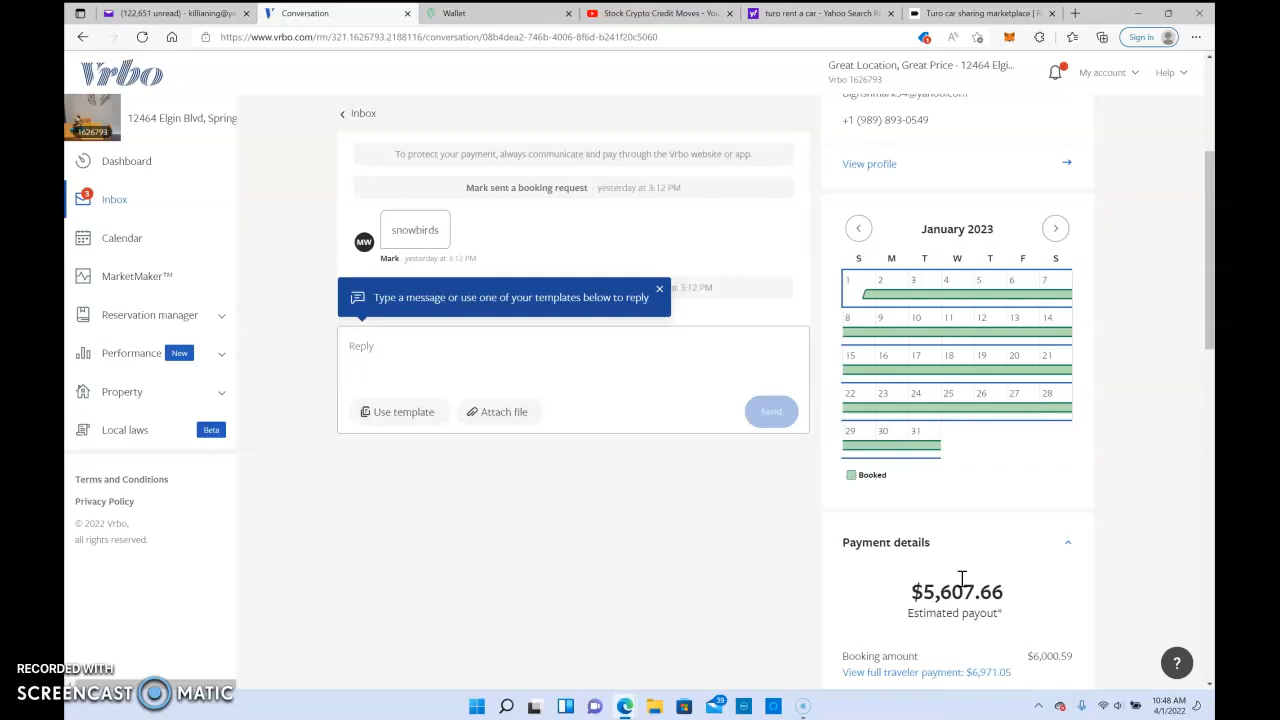 (122,651 unread) - killianing@ya
Conversation
Wallet
Stock Crypto Credit Moves - You
turo rent a car - Yahoo Search Re
Turo car sharing marketplace | R
https://www.vrbo.com/rm/321.1626793.2188116/conversation/08b4dea2-746b-4006-8f6d-b241f20c5060
Sign in
Vrbo
Great Location, Great Price · 12464 Elgi...
Vrbo 1626793
My account
Help
1626793
12464 Elgin Blvd, Spring
Dashboard
3
Inbox
Calendar
MarketMaker™
Reservation manager
Performance
New
Property
Local laws
Beta
Terms and Conditions
Privacy Policy
© 2022 Vrbo,
all rights reserved.
Inbox
To protect your payment, always communicate and pay through the Vrbo website or app.
Mark sent a booking request · yesterday at 3:12 PM
snowbirds
MW
Mark yesterday at 3:12 PM
at 3:12 PM
Type a message or use one of your templates below to reply
Reply
Use template
Attach file
Send
+1 (989) 893-0549
View profile
January 2023
S M T W T F S
1 2 3 4 5 6 7
8 9 10 11 12 13 14
15 16 17 18 19 20 21
22 23 24 25 26 27 28
29 30 31
Booked
Payment details
$5,607.66
Estimated payout*
Booking amount $6,000.59
View full traveler payment: $6,971.05
?
RECORDED WITH
SCREENCAST MATIC
39
10:48 AM
4/1/2022